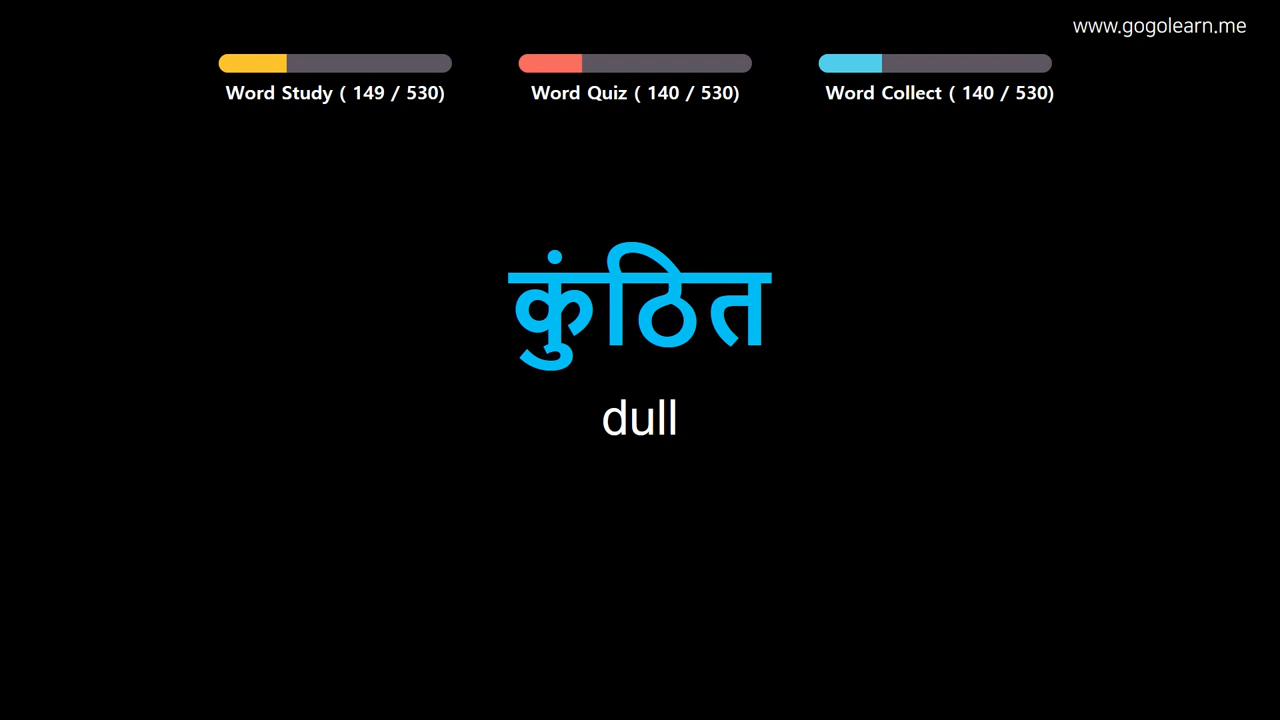 www.gogolearn.me
Word Study ( 149 / 530)
Word Quiz ( 140 / 530)
Word Collect ( 140 / 530)
कुंठित
dull